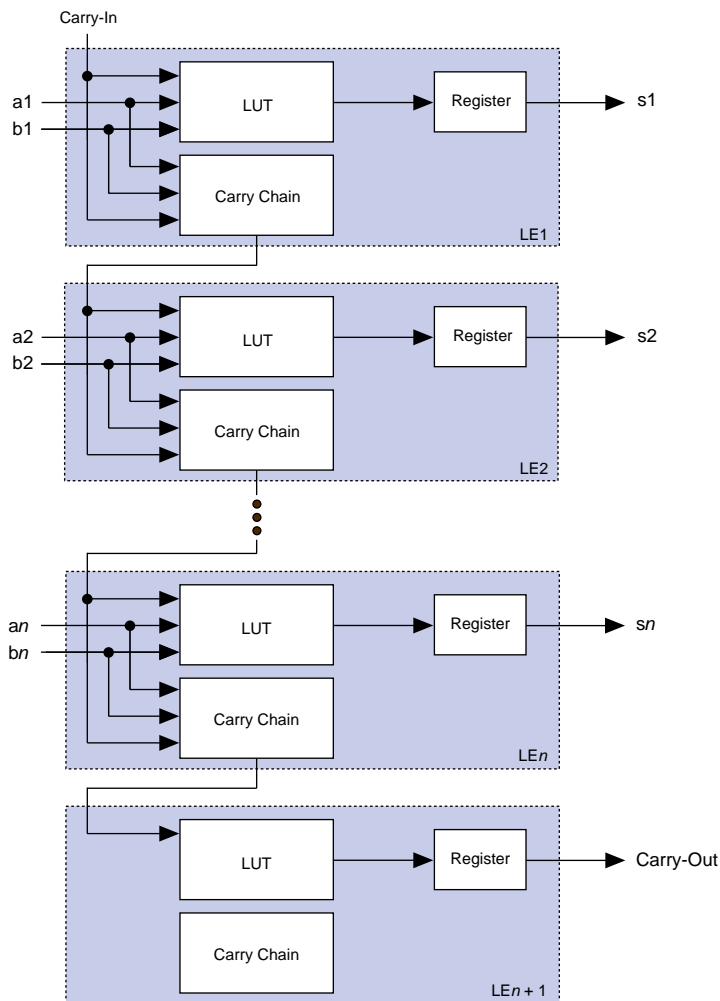 Carry-In
a1
b1
LUT
Register
s1
Carry Chain
LE1
a2
b2
LUT
Register
s2
Carry Chain
LE2
an
bn
LUT
Register
sn
Carry Chain
LEn
LUT
Register
Carry-Out
Carry Chain
LEn + 1